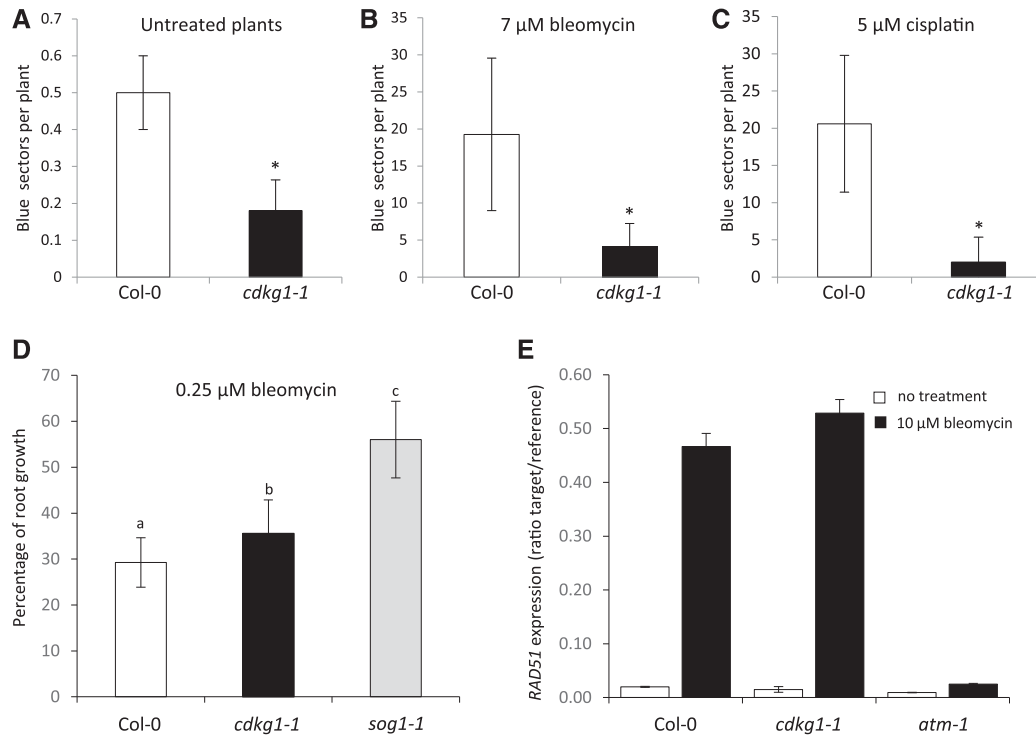 A
Untreated plants
Blue sectors per plant
0.7
0.6
0.5
0.4
0.3
0.2
0.1
0
*
Col-0
cdkg1-1
B
7 µM bleomycin
Blue sectors per plant
35
30
25
20
15
10
5
0
*
Col-0
cdkg1-1
C
5 µM cisplatin
Blue sectors per plant
35
30
25
20
15
10
5
0
*
Col-0
cdkg1-1
D
0.25 µM bleomycin
Percentage of root growth
70
60
50
40
30
20
10
0
a
b
c
Col-0
cdkg1-1
sog1-1
E
RAD51 expression (ratio target/reference)
0.60
0.50
0.40
0.30
0.20
0.10
0.00
no treatment
10 µM bleomycin
Col-0
cdkg1-1
atm-1